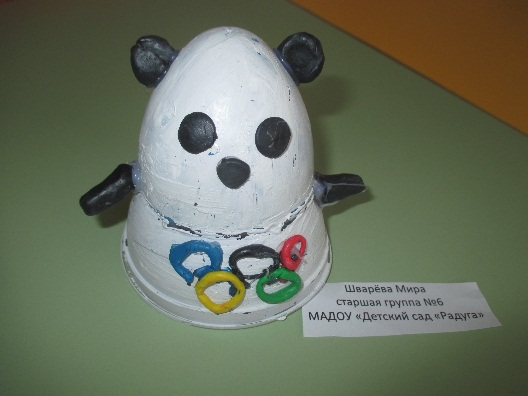 Шварёва Мира
старшая группа №6
МАДОУ «Детский сад «Радуга»